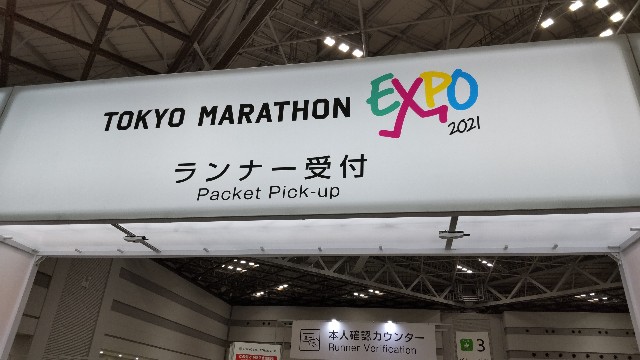 TOKYO MARATHON EXPO 2021
ランナー受付
Packet Pick-up
本人確認カウンター
Runner Verification
3